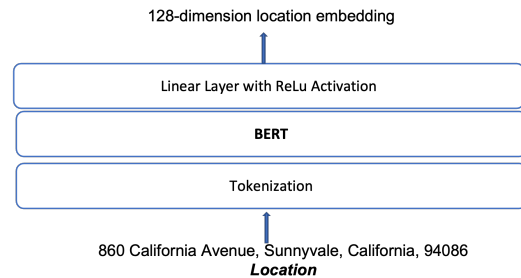 128-dimension location embedding
Linear Layer with ReLu Activation
BERT
Tokenization
860 California Avenue, Sunnyvale, California, 94086
Location